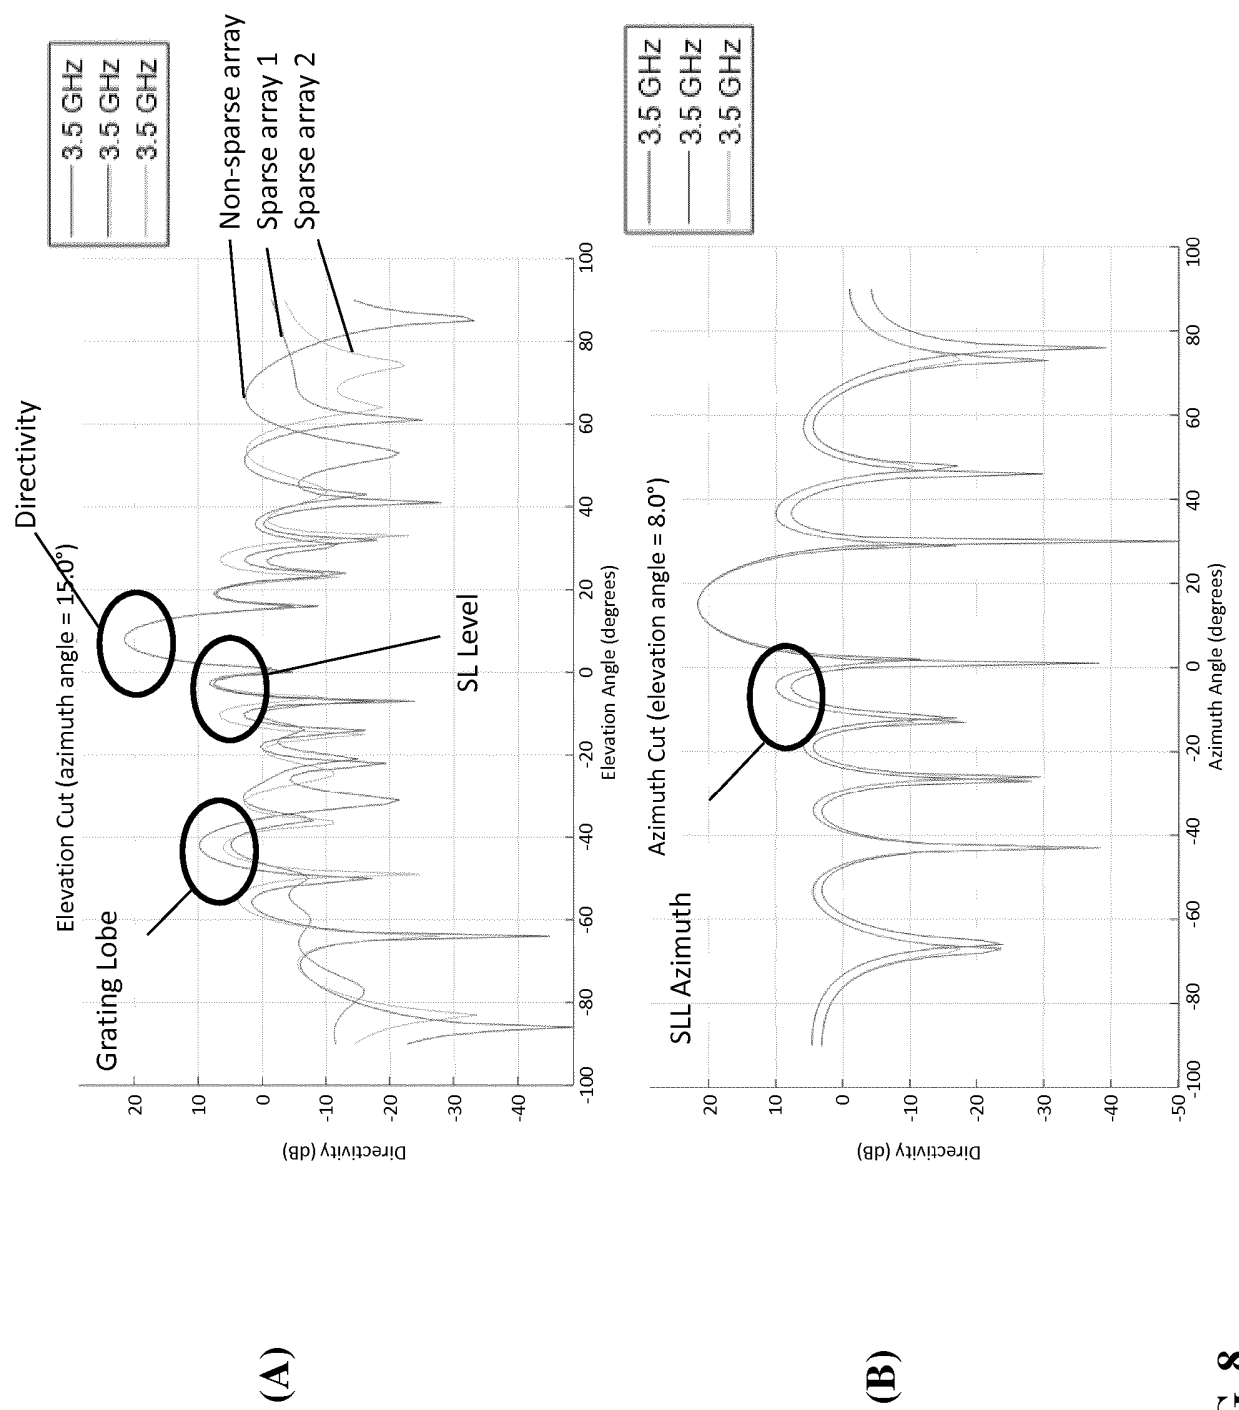 (A)
Elevation Cut (azimuth angle = 15.0°)
Directivity
Grating Lobe
SL Level
3.5 GHz
3.5 GHz
3.5 GHz
Non-sparse array
Sparse array 1
Sparse array 2
Directivity (dB)
20
10
0
-10
-20
-30
-40
-100
-80
-60
-40
-20
0
20
40
60
80
100
Elevation Angle (degrees)
(B)
Azimuth Cut (elevation angle = 8.0°)
SLL Azimuth
3.5 GHz
3.5 GHz
3.5 GHz
Directivity (dB)
20
10
0
-10
-20
-30
-40
-50
-100
-80
-60
-40
-20
0
20
40
60
80
100
Azimuth Angle (degrees)
8